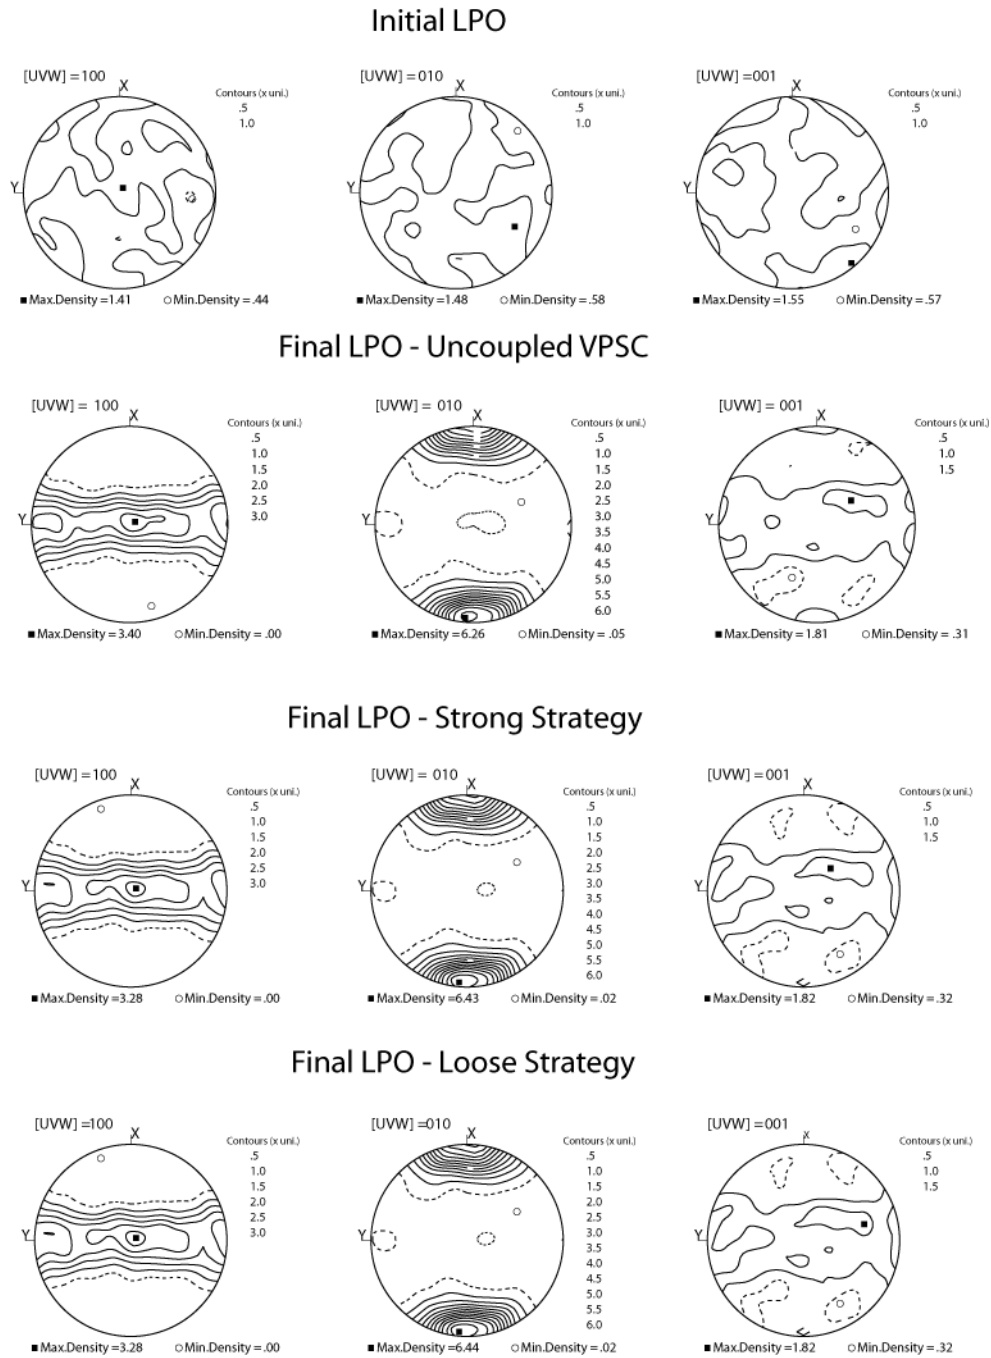 Initial LPO
[UVW] = 100
X
Contours (x uni.)
.5
1.0
Y
■ Max.Density =1.41 ○ Min.Density = .44
[UVW] = 010
X
Contours (x uni.)
.5
1.0
Y
■ Max.Density =1.48 ○ Min.Density = .58
[UVW] =001
X
Contours (x uni.)
.5
1.0
Y
■ Max.Density =1.55 ○ Min.Density = .57
Final LPO - Uncoupled VPSC
[UVW] = 100
X
Contours (x uni.)
.5
1.0
1.5
2.0
2.5
3.0
Y
■ Max.Density =3.40 ○ Min.Density = .00
[UVW] = 010
X
Contours (x uni.)
.5
1.0
1.5
2.0
2.5
3.0
3.5
4.0
4.5
5.0
5.5
6.0
Y
■ Max.Density =6.26 ○ Min.Density = .05
[UVW] = 001
X
Contours (x uni.)
.5
1.0
1.5
Y
■ Max.Density =1.81 ○ Min.Density = .31
Final LPO - Strong Strategy
[UVW] =100
X
Contours (x uni.)
.5
1.0
1.5
2.0
2.5
3.0
Y
■ Max.Density =3.28 ○ Min.Density = .00
[UVW] = 010
X
Contours (x uni.)
.5
1.0
1.5
2.0
2.5
3.0
3.5
4.0
4.5
5.0
5.5
6.0
Y
■ Max.Density =6.43 ○ Min.Density = .02
[UVW] =001
X
Contours (x uni.)
.5
1.0
1.5
Y
■ Max.Density =1.82 ○ Min.Density = .32
Final LPO - Loose Strategy
[UVW] =100
X
Contours (x uni.)
.5
1.0
1.5
2.0
2.5
3.0
Y
■ Max.Density =3.28 ○ Min.Density = .00
[UVW] =010
X
Contours (x uni.)
.5
1.0
1.5
2.0
2.5
3.0
3.5
4.0
4.5
5.0
5.5
6.0
Y
■ Max.Density =6.44 ○ Min.Density = .02
[UVW] =001
x
Contours (x uni.)
.5
1.0
1.5
Y
■ Max.Density =1.82 ○ Min.Density = .32